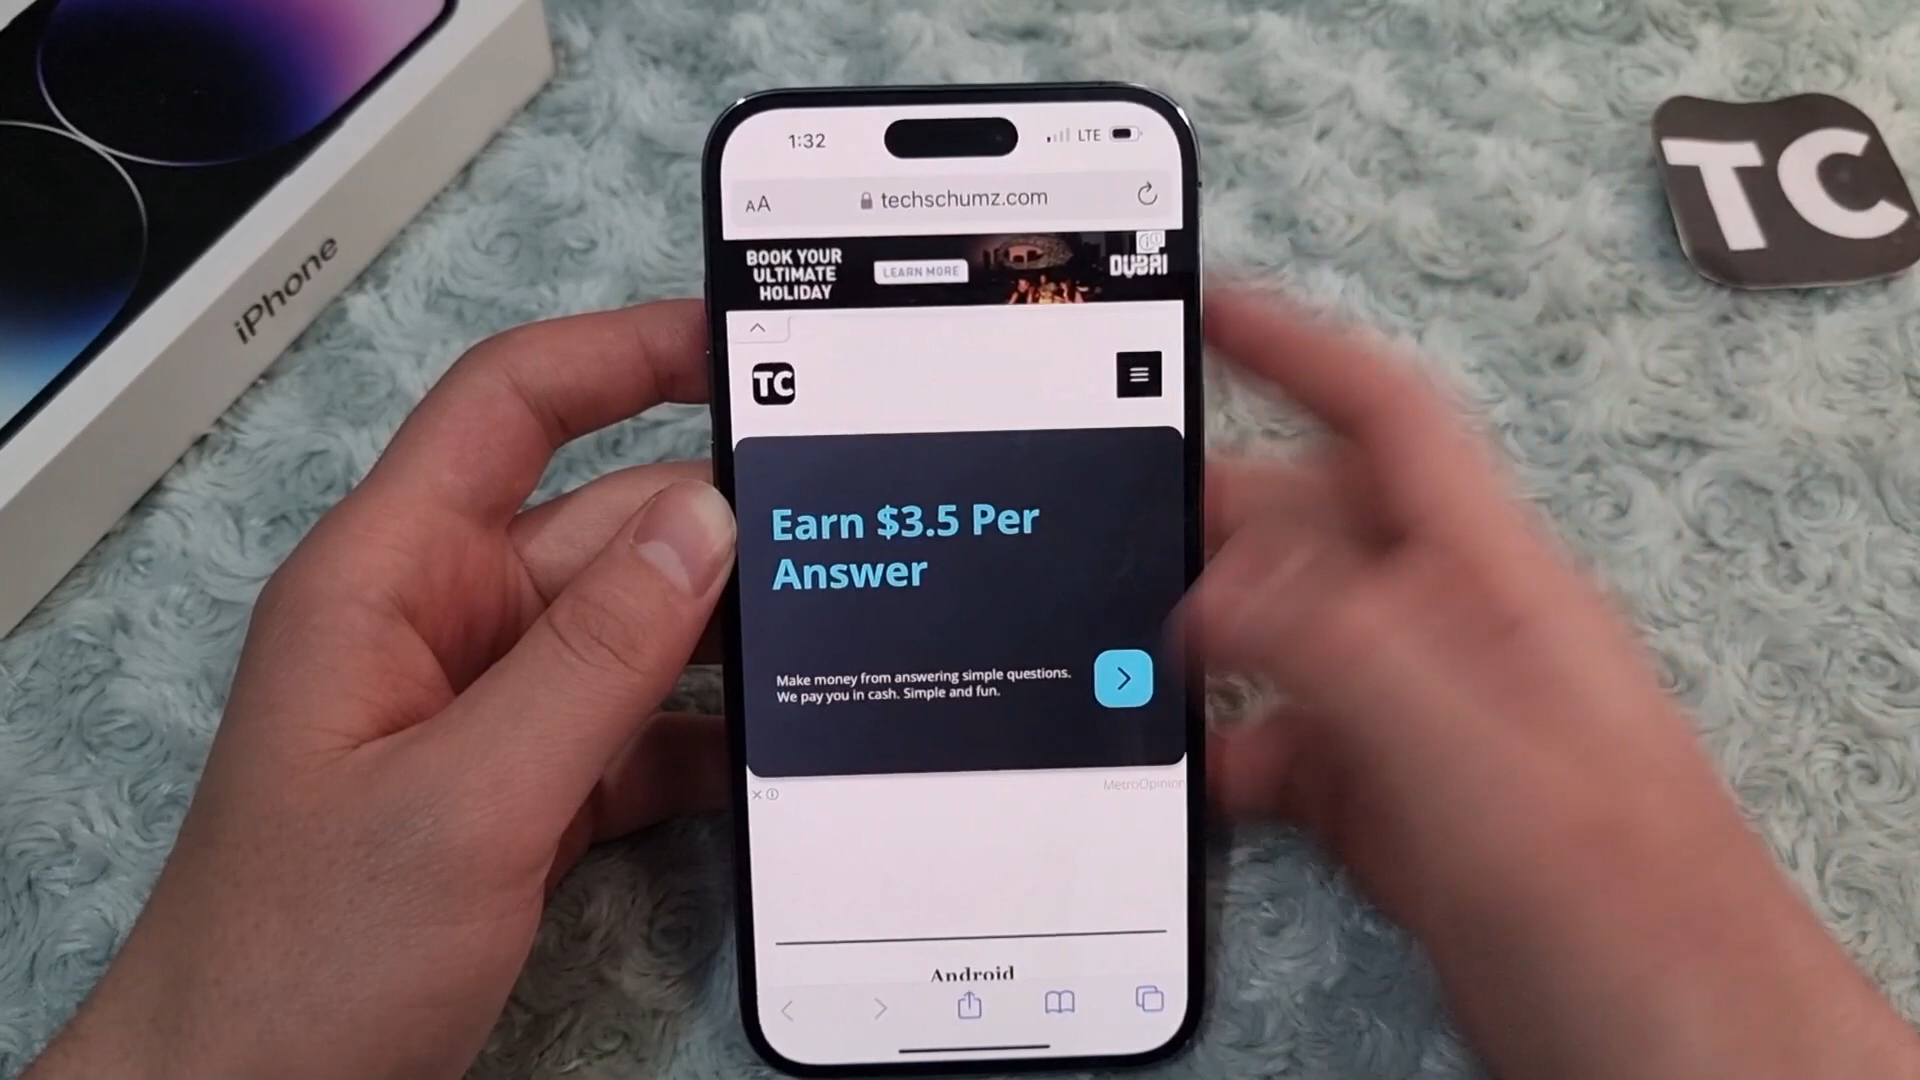 iPhone
TC
1:32
LTE
AA
techschumz.com
BOOK YOUR
ULTIMATE
HOLIDAY
LEARN MORE
DUBAI
TC
Earn $3.5 Per
Answer
Make money from answering simple questions.
We pay you in cash. Simple and fun.
MetroOpinion
Android